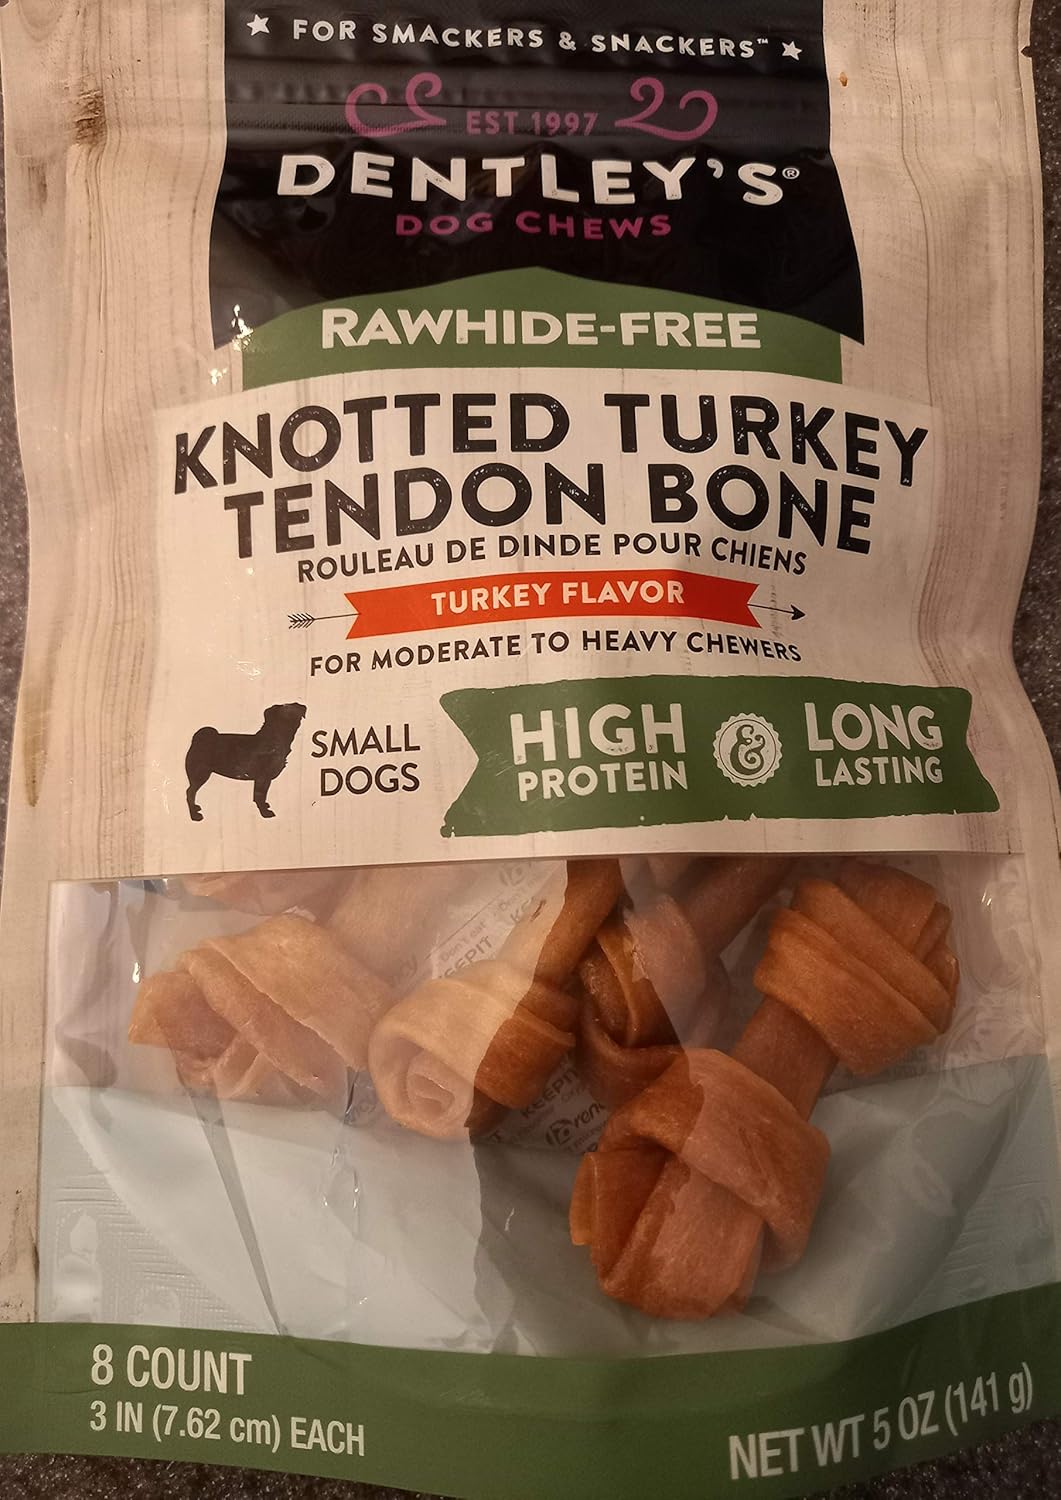 FOR SMACKERS & SNACKERS™
EST 1997
DENTLEY'S®
DOG CHEWS
RAWHIDE-FREE
KNOTTED TURKEY
TENDON BONE
ROULEAU DE DINDE POUR CHIENS
TURKEY FLAVOR
FOR MODERATE TO HEAVY CHEWERS
SMALL
DOGS
HIGH
PROTEIN
&
LONG
LASTING
8 COUNT
3 IN (7.62 cm) EACH
NET WT 5 OZ (141 g)